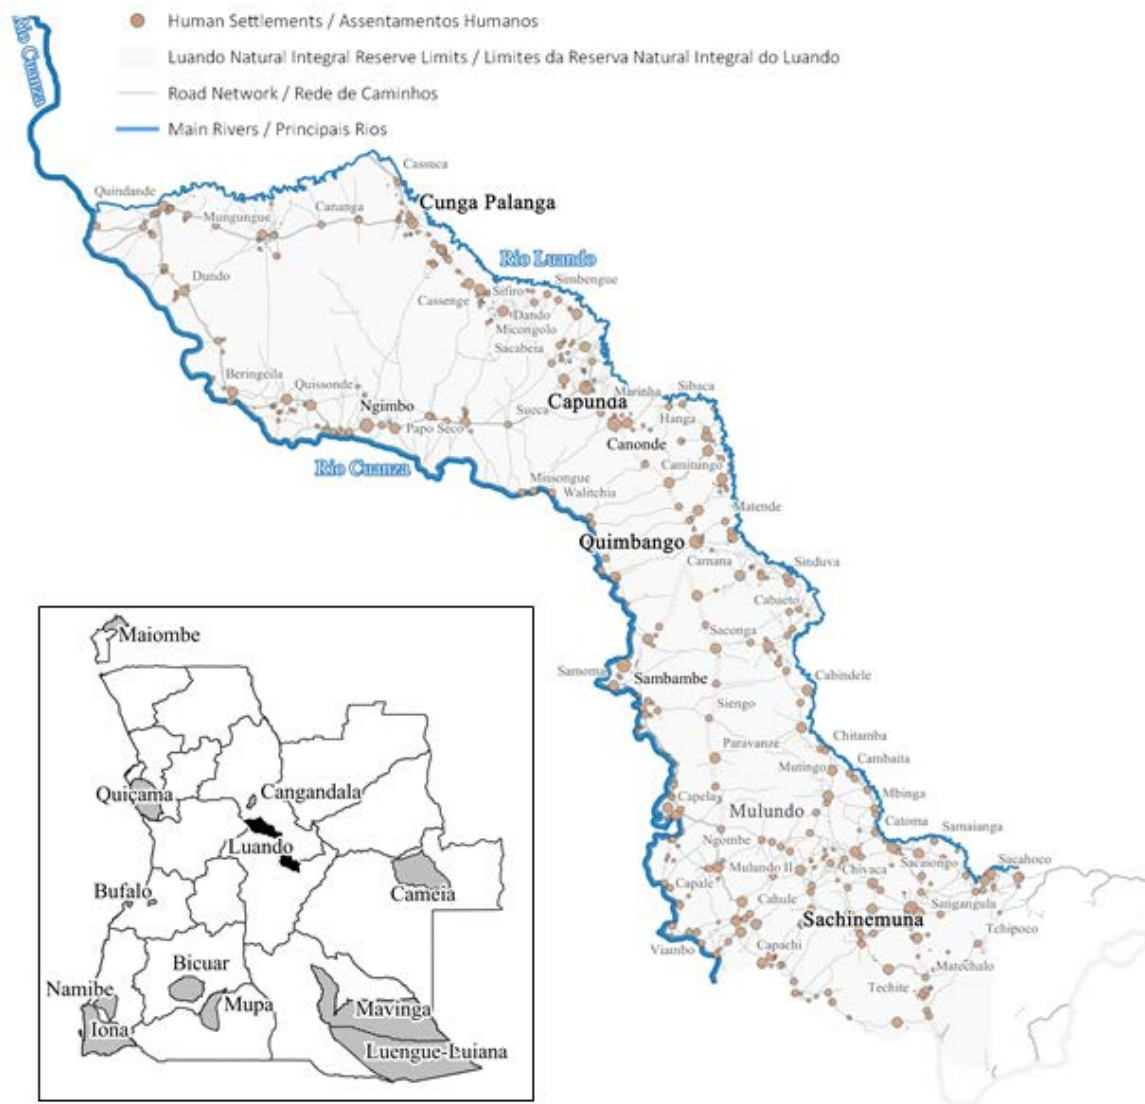 Human Settlements / Assentamentos Humanos
Luando Natural Integral Reserve Limits / Limites da Reserva Natural Integral do Luando
Road Network / Rede de Caminhos
Main Rivers / Principais Rios
Rio Cuanza
Cassuca
Quindande
Cananga
Cunga Palanga
Mungungue
Rio Luando
Dundo
Simbengue
Cassenge
Sifiro
Dando
Micongolo
Sacabeia
Beringeila
Quissonde
Marinha
Sibaca
Ngimbo
Capunda
Sueca
Hanga
Papo Seco
Canonde
Rio Cuanza
Camitungo
Missongue
Walitchia
Matende
Quimbango
Camana
Sinduva
Cabaeto
Saconga
Samoma
Sambambe
Cabindele
Siengo
Paravanze
Chitamba
Mutingo
Cambaita
Mbinga
Capela
Mulundo
Catoma
Ngombe
Samaianga
Mulundo II
Chivaca
Sacaiongo
Sacahoco
Capale
Cahule
Sangangula
Sachinemuna
Tchipoco
Viambo
Capachi
Matechalo
Techite
Maiombe
Quiçama
Cangandala
Luando
Bufalo
Cameia
Bicuar
Namibe
Mupa
Mavinga
Iona
Luengue-Luiana